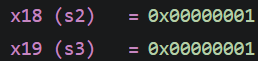 x18 (s2)   = 0x00000001
x19 (s3)   = 0x00000001